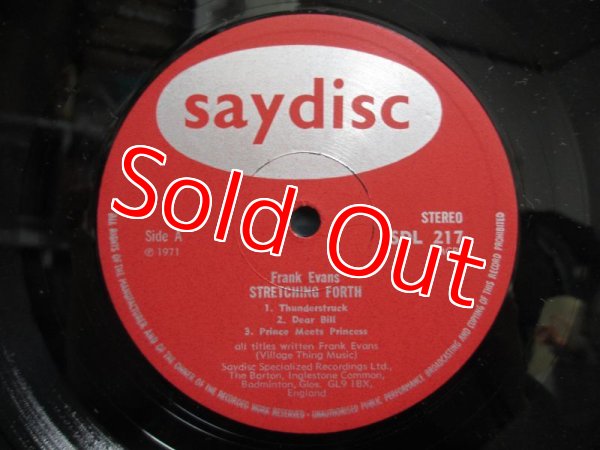 saydisc
Sold Out
Side A
℗ 1971
STEREO
SDL 217
Frank Evans
STRETCHING FORTH
1. Thunderstruck
2. Dear Bill
3. Prince Meets Princess
all titles written Frank Evans
(Village Thing Music)
Saydisc Specialized Recordings Ltd.,
The Barton, Inglestone Common,
Badminton, Glos. GL9 1BX,
England
ALL RIGHTS OF THE MANUFACTURER AND OF THE OWNER OF THE RECORDED WORK RESERVED - UNAUTHORISED PUBLIC PERFORMANCE, BROADCASTING AND COPYING OF THIS RECORD PROHIBITED